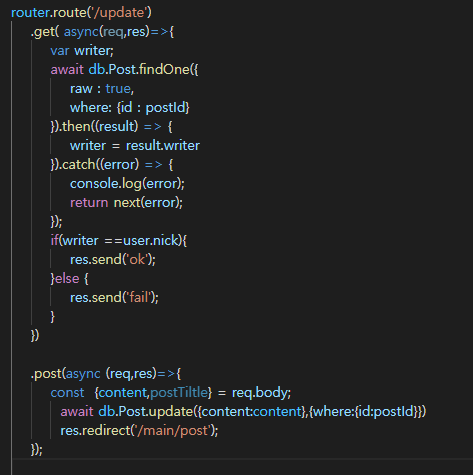 router.route('/update')
.get( async(req,res)=>{
var writer;
await db.Post.findOne({
raw : true,
where: {id : postId}
}).then((result) => {
writer = result.writer
}).catch((error) => {
console.log(error);
return next(error);
});
if(writer ==user.nick){
res.send('ok');
}else {
res.send('fail');
}
})
.post(async (req,res)=>{
const {content,postTiltle} = req.body;
await db.Post.update({content:content},{where:{id:postId}})
res.redirect('/main/post');
});